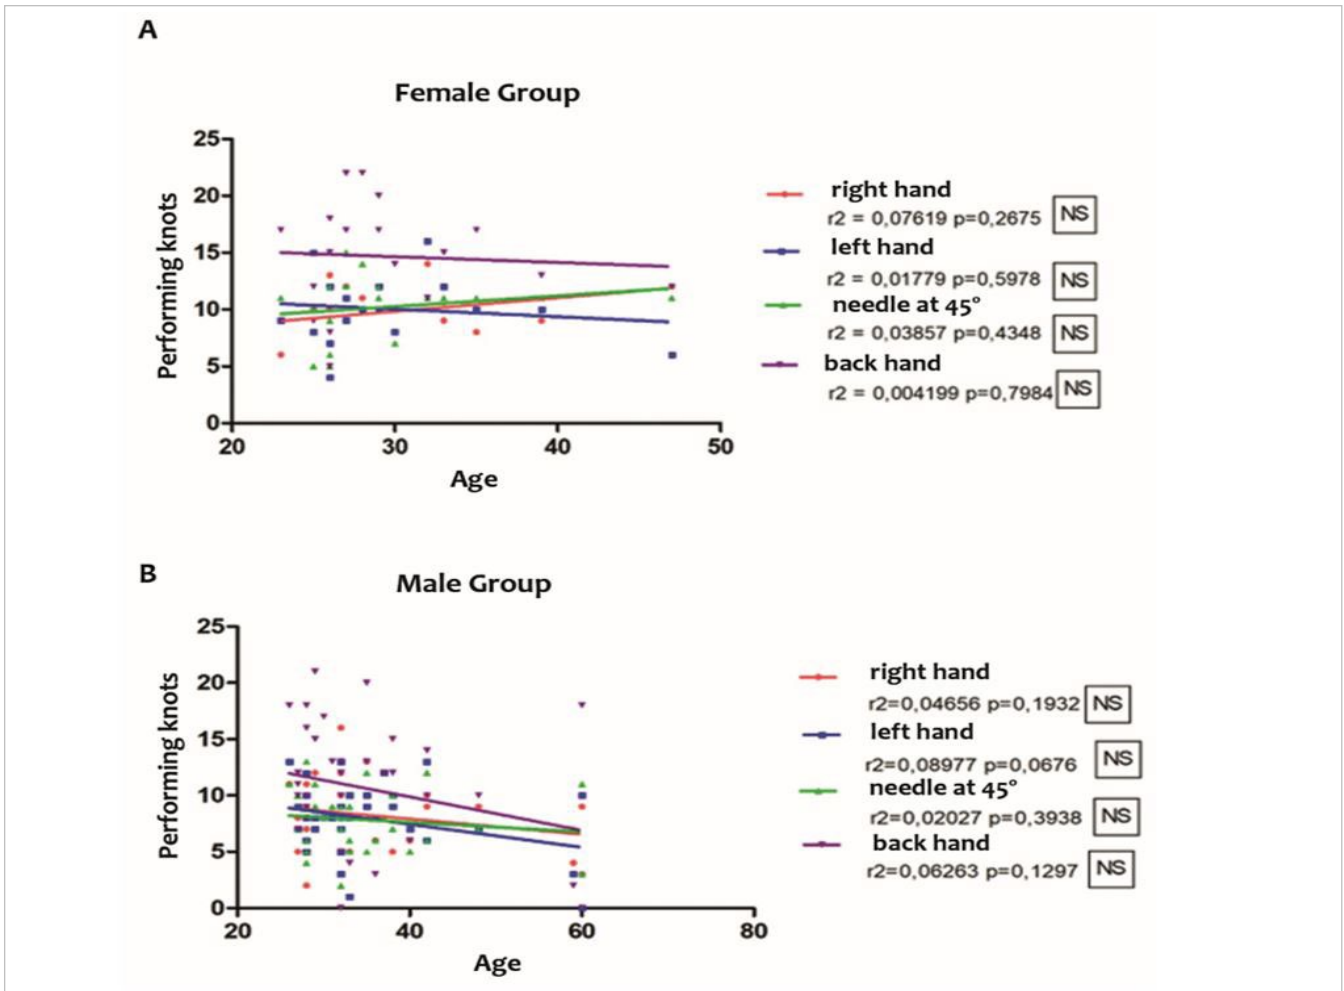 A
Female Group
25
20
15
10
5
0
Performing knots
20 30 40 50
Age
right hand
r2 = 0,07619 p=0,2675 NS
left hand
r2 = 0,01779 p=0,5978 NS
needle at 45°
r2 = 0,03857 p=0,4348 NS
back hand
r2 = 0,004199 p=0,7984 NS
B
Male Group
25
20
15
10
5
0
Performing knots
20 40 60 80
Age
right hand
r2=0,04656 p=0,1932 NS
left hand
r2=0,08977 p=0,0676 NS
needle at 45°
r2=0,02027 p=0,3938 NS
back hand
r2=0,06263 p=0,1297 NS